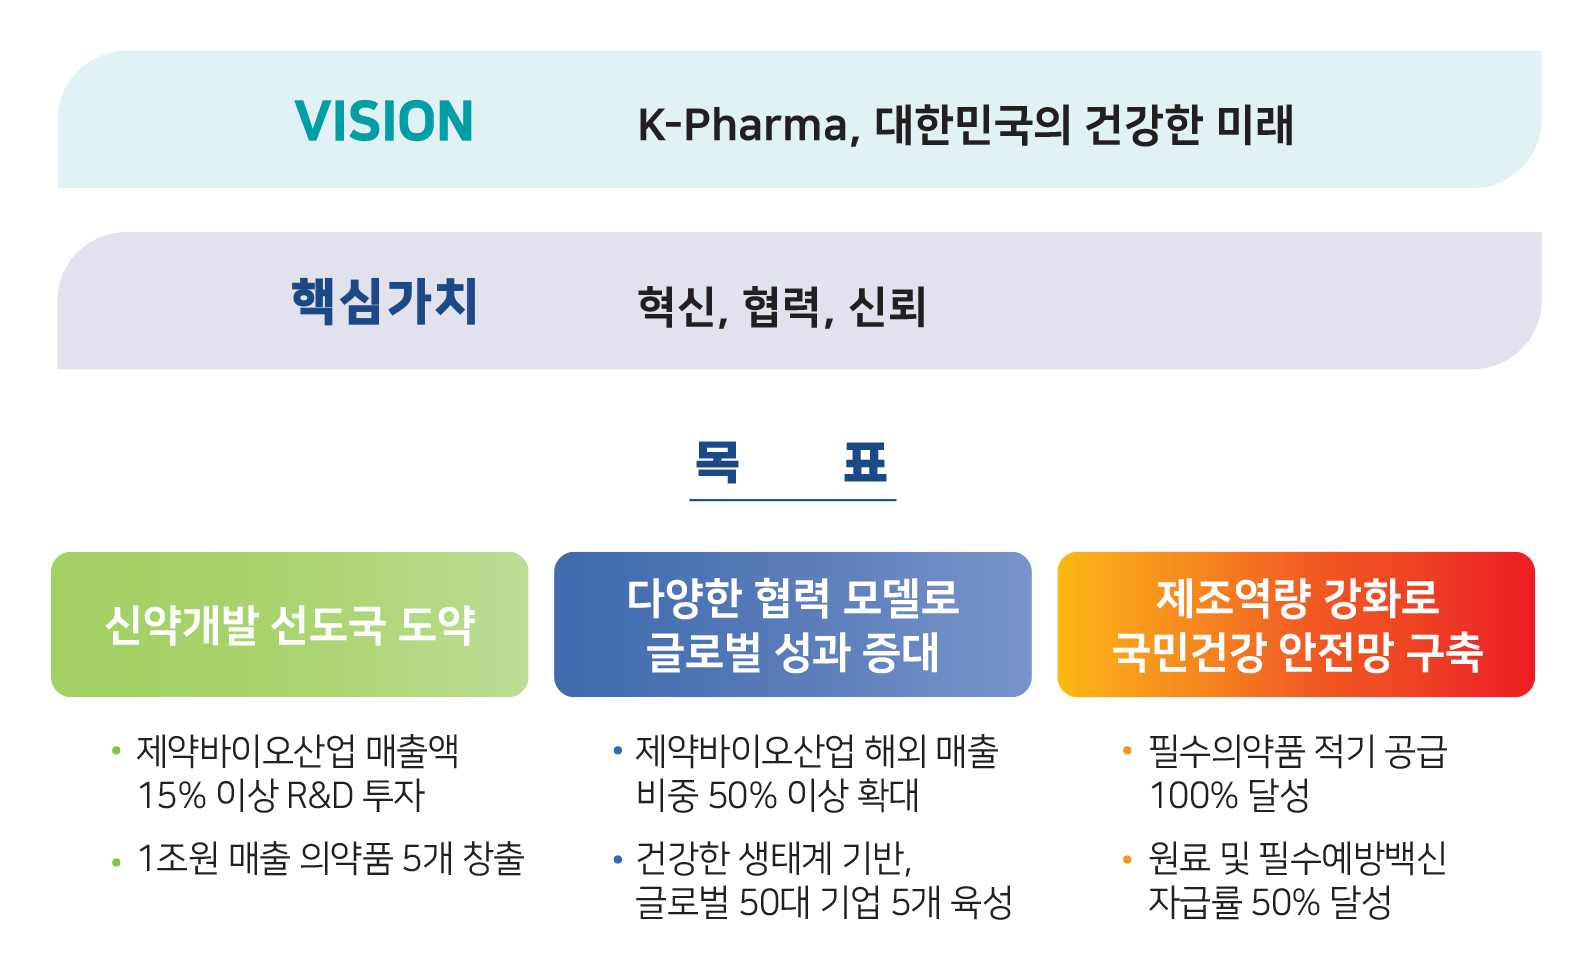 VISION
K-Pharma, 대한민국의 건강한 미래
핵심가치
혁신, 협력, 신뢰
목 표
신약개발 선도국 도약
• 제약바이오산업 매출액
15% 이상 R&D 투자
• 1조원 매출 의약품 5개 창출
다양한 협력 모델로
글로벌 성과 증대
• 제약바이오산업 해외 매출
비중 50% 이상 확대
• 건강한 생태계 기반,
글로벌 50대 기업 5개 육성
제조역량 강화로
국민건강 안전망 구축
• 필수의약품 적기 공급
100% 달성
• 원료 및 필수예방백신
자급률 50% 달성